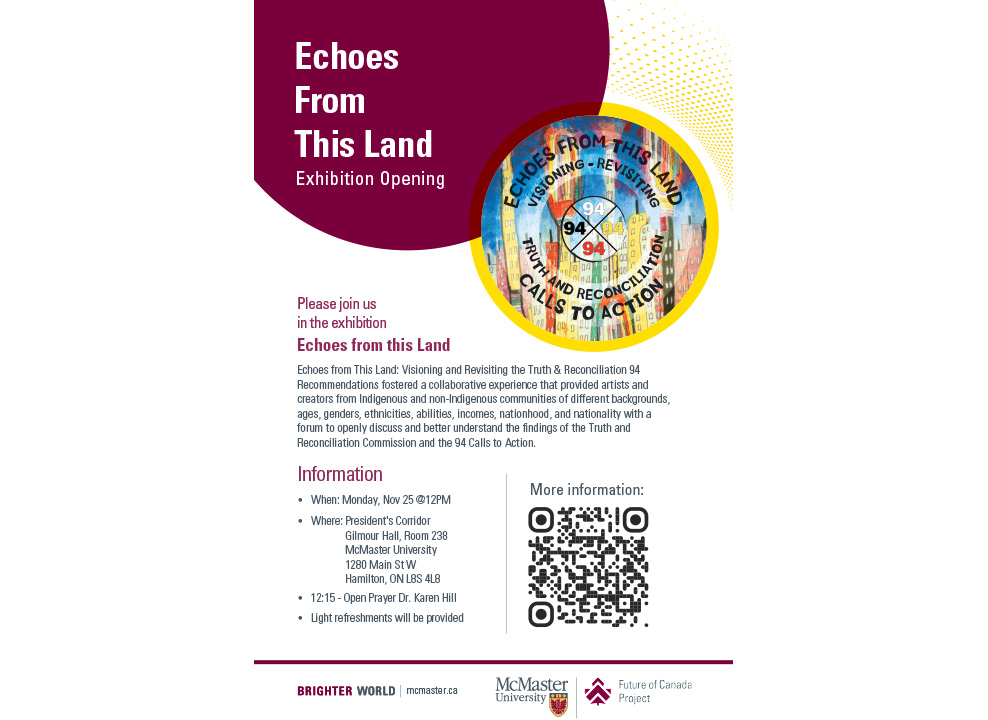 Echoes
From
This Land
Exhibition Opening
ECHOES FROM THIS LAND
VISIONING - REVISITING
94
94 94
94
TRUTH AND RECONCILIATION
CALLS TO ACTION
Please join us
in the exhibition
Echoes from this Land
Echoes from This Land: Visioning and Revisiting the Truth & Reconciliation 94
Recommendations fostered a collaborative experience that provided artists and
creators from Indigenous and non-Indigenous communities of different backgrounds,
ages, genders, ethnicities, abilities, incomes, nationhood, and nationality with a
forum to openly discuss and better understand the findings of the Truth and
Reconciliation Commission and the 94 Calls to Action.
Information
• When: Monday, Nov 25 @12PM
• Where: President's Corridor
Gilmour Hall, Room 238
McMaster University
1280 Main St W
Hamilton, ON L8S 4L8
• 12:15 - Open Prayer Dr. Karen Hill
• Light refreshments will be provided
More information:
BRIGHTER WORLD | mcmaster.ca
McMaster
University
Future of Canada
Project